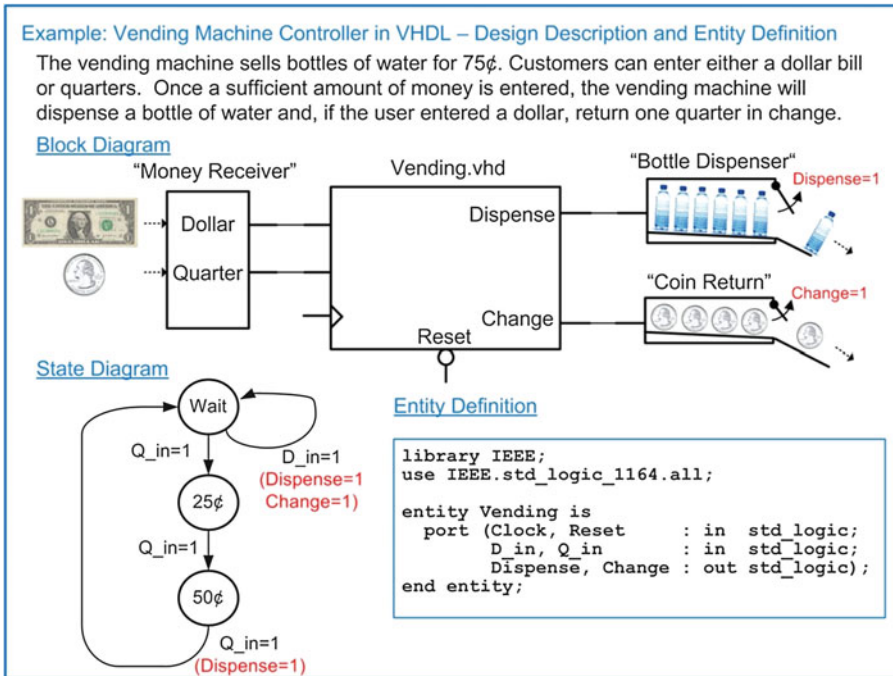 Example: Vending Machine Controller in VHDL – Design Description and Entity Definition
The vending machine sells bottles of water for 75¢. Customers can enter either a dollar bill
or quarters. Once a sufficient amount of money is entered, the vending machine will
dispense a bottle of water and, if the user entered a dollar, return one quarter in change.
Block Diagram
“Money Receiver”
Vending.vhd
“Bottle Dispenser“
Dispense=1
Dollar
Dispense
Quarter
“Coin Return”
Change=1
Change
Reset
State Diagram
Wait
Q_in=1
D_in=1
(Dispense=1
Change=1)
25¢
Q_in=1
50¢
Q_in=1
(Dispense=1)
Entity Definition
library IEEE;
use IEEE.std_logic_1164.all;
entity Vending is
port (Clock, Reset : in std_logic;
D_in, Q_in : in std_logic;
Dispense, Change : out std_logic);
end entity;